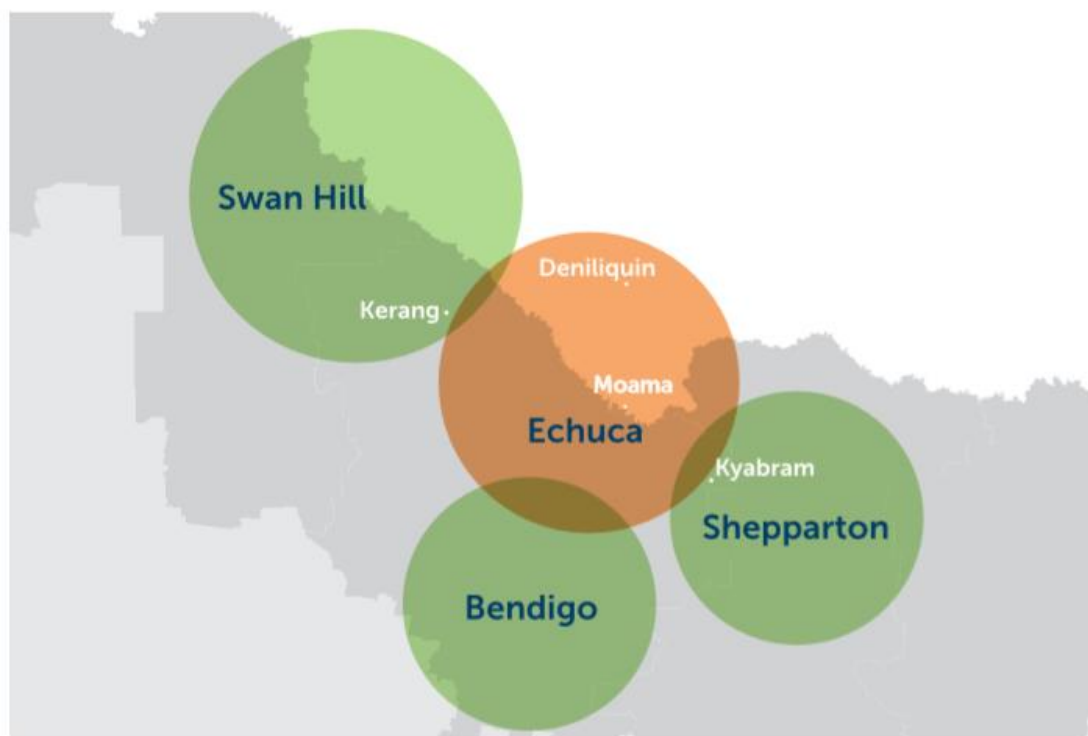 Swan Hill
Deniliquin
Kerang
Moama
Echuca
Kyabram
Shepparton
Bendigo